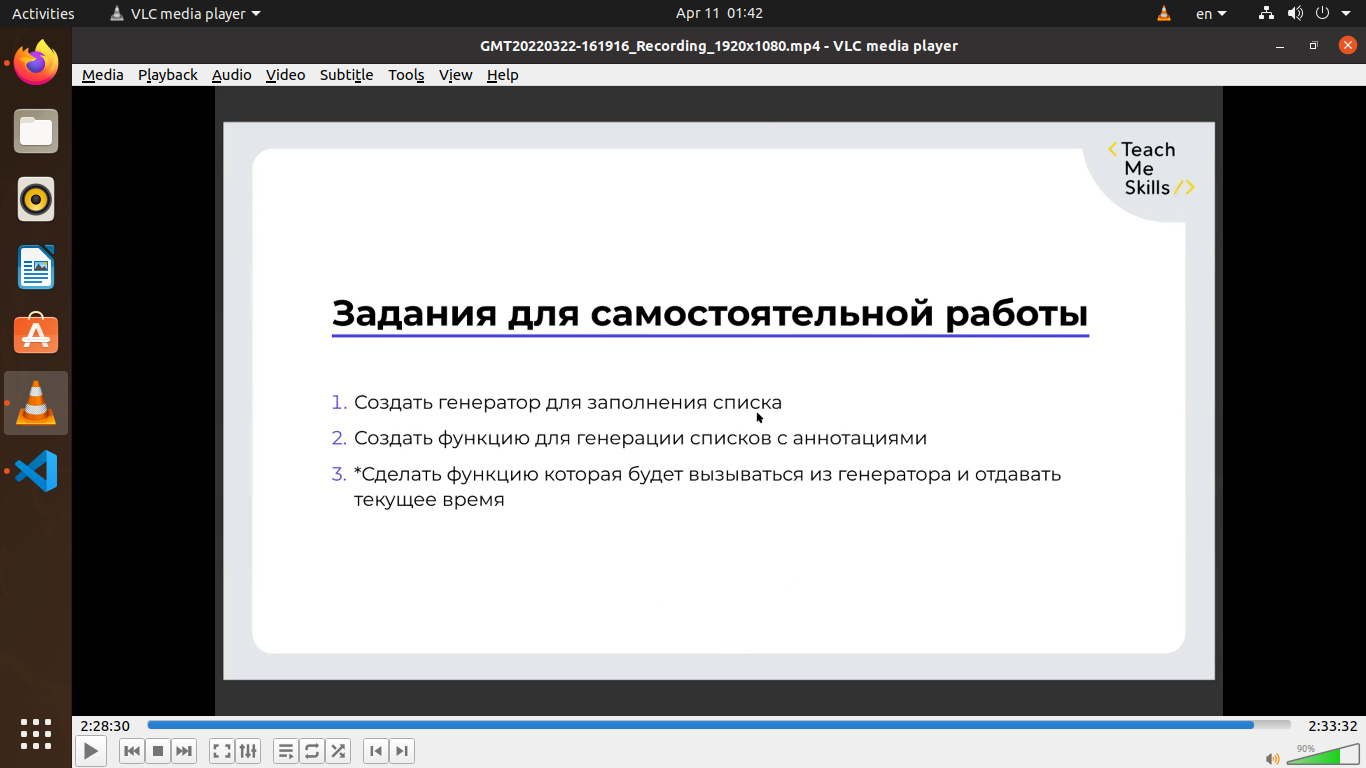 Activities
VLC media player
Apr 11 01:42
en
GMT20220322-161916_Recording_1920x1080.mp4 - VLC media player
Media Playback Audio Video Subtitle Tools View Help
< Teach
Me
Skills />
Задания для самостоятельной работы
1. Создать генератор для заполнения списка
2. Создать функцию для генерации списков с аннотациями
3. *Сделать функцию которая будет вызываться из генератора и отдавать
текущее время
2:28:30
2:33:32
90%